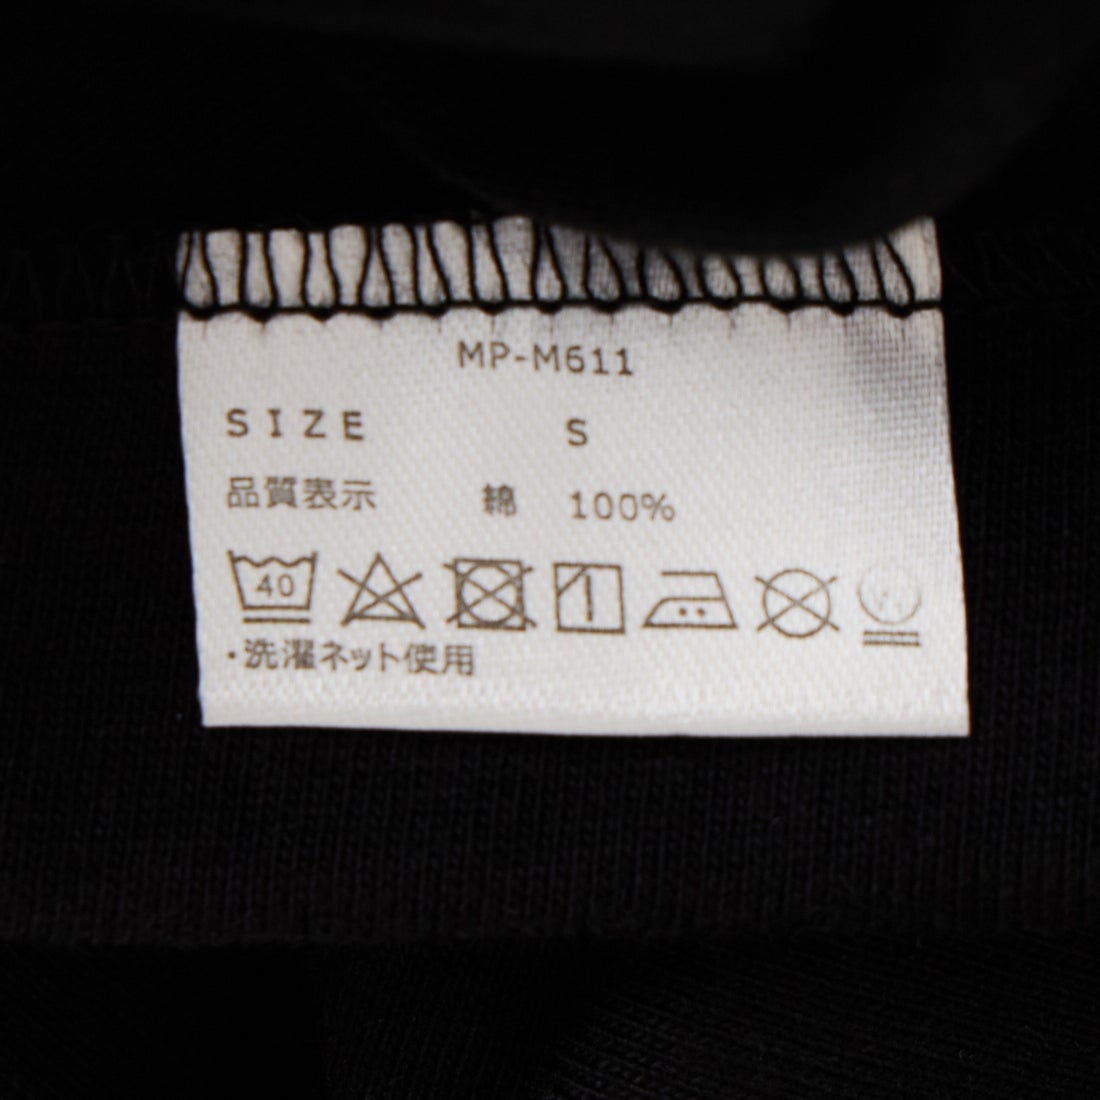 MP-M611
SIZE S
品質表示 綿 100%
40
・洗濯ネット使用